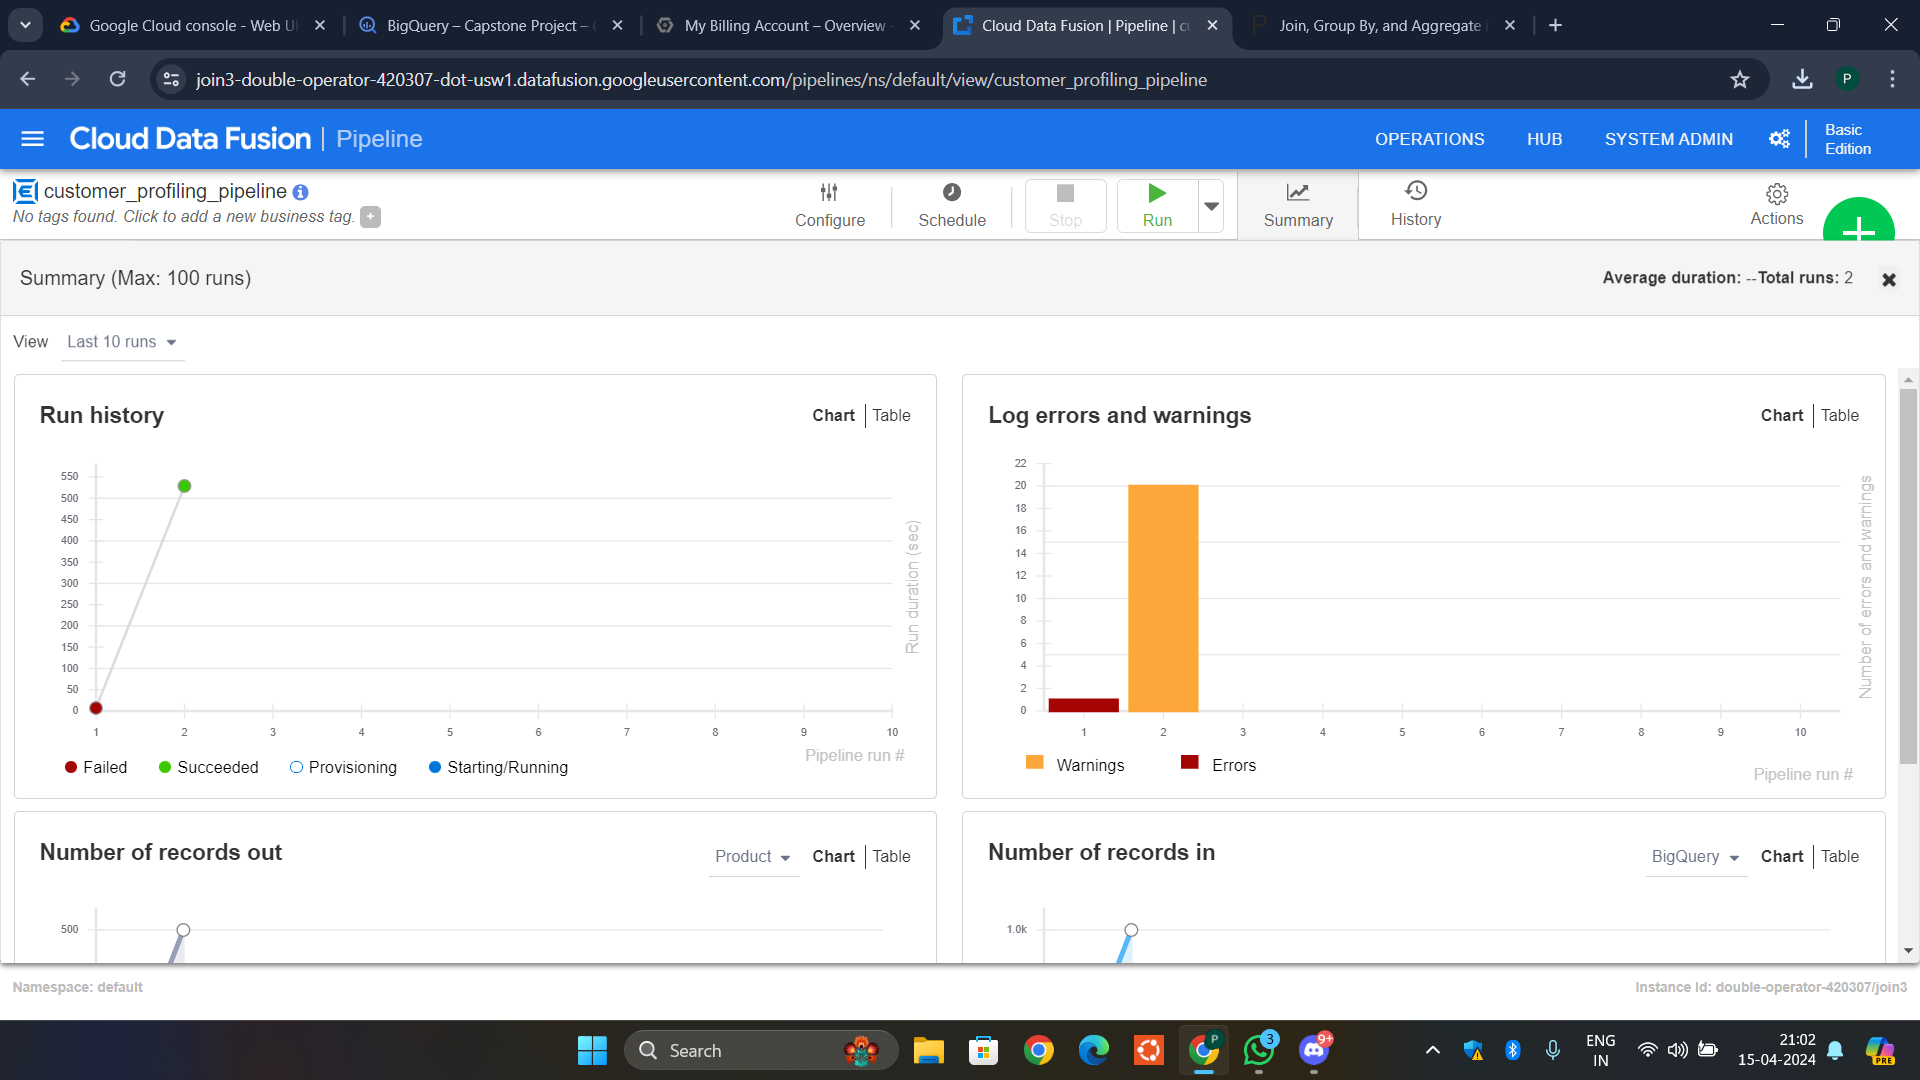 Google Cloud console - Web UI
BigQuery – Capstone Project –
My Billing Account – Overview
Cloud Data Fusion | Pipeline | cu
Join, Group By, and Aggregate
P
join3-double-operator-420307-dot-usw1.datafusion.googleusercontent.com/pipelines/ns/default/view/customer_profiling_pipeline
P
Cloud Data Fusion | Pipeline
OPERATIONS
HUB
SYSTEM ADMIN
Basic
Edition
customer_profiling_pipeline
No tags found. Click to add a new business tag.
Configure
Schedule
Stop
Run
Summary
History
Actions
Summary (Max: 100 runs)
Average duration: --Total runs: 2
View Last 10 runs
Run history
Chart | Table
550
500
450
400
350
300
250
200
150
100
50
0
1 2 3 4 5 6 7 8 9 10
Run duration (sec)
Pipeline run #
Failed Succeeded Provisioning Starting/Running
Log errors and warnings
Chart | Table
22
20
18
16
14
12
10
8
6
4
2
0
1 2 3 4 5 6 7 8 9 10
Number of errors and warnings
Warnings Errors
Pipeline run #
Number of records out
Product
Chart | Table
500
Number of records in
BigQuery
Chart | Table
1.0k
Namespace: default
Instance Id: double-operator-420307/join3
Search
P
3
9+
ENG
IN
21:02
15-04-2024
PRE